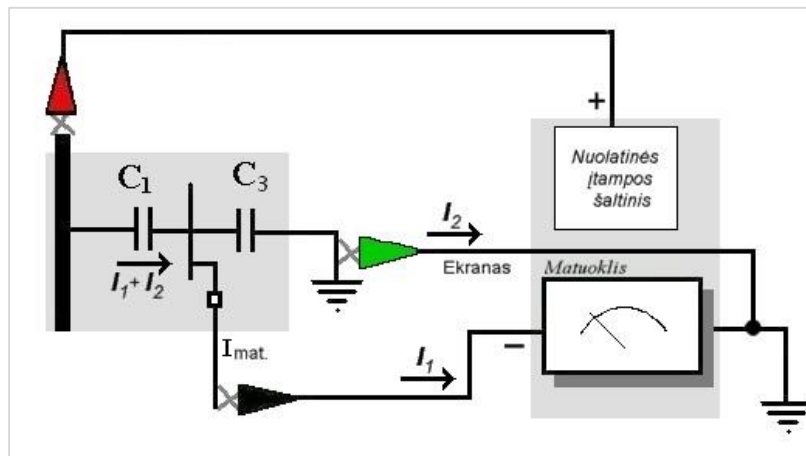 +
Nuolatinės
įtampos
šaltinis
C₁
C₃
I₂
I₁+ I₂
Ekranas
Matuoklis
Imat.
I₁
−